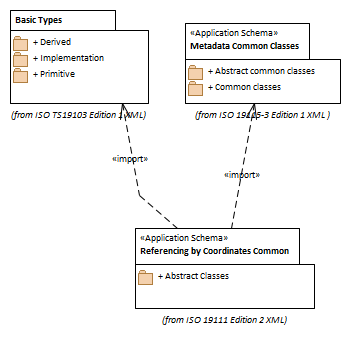 Basic Types
+ Derived
+ Implementation
+ Primitive
(from ISO TS19103 Edition 1 XML)
«Application Schema»
Metadata Common Classes
+ Abstract common classes
+ Common classes
(from ISO 19115-3 Edition 1 XML )
«import»
«import»
«Application Schema»
Referencing by Coordinates Common
+ Abstract Classes
(from ISO 19111 Edition 2 XML)